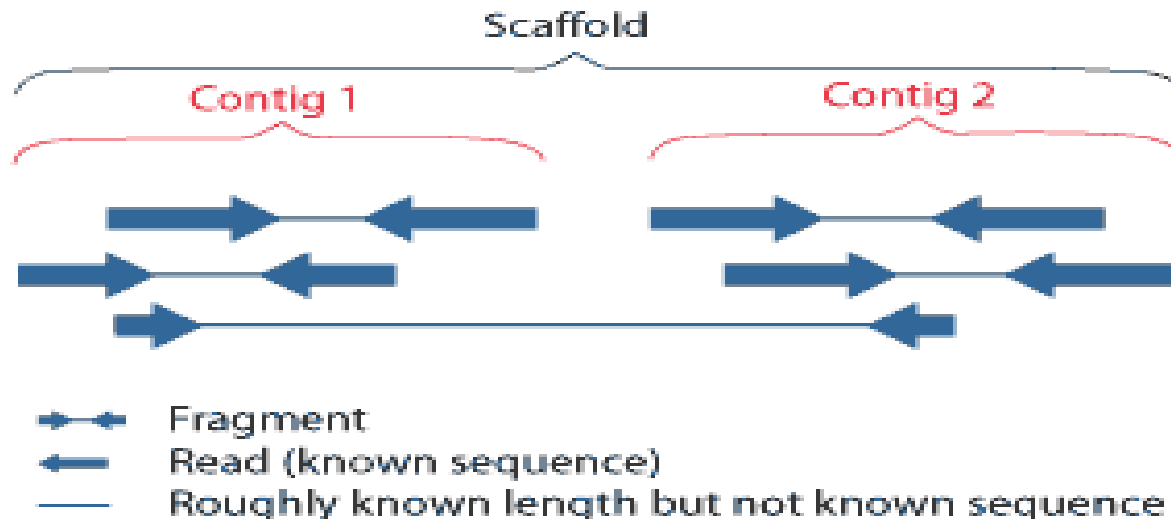 Scaffold
Contig 1 Contig 2
Fragment
Read (known sequence)
Roughly known length but not known sequence